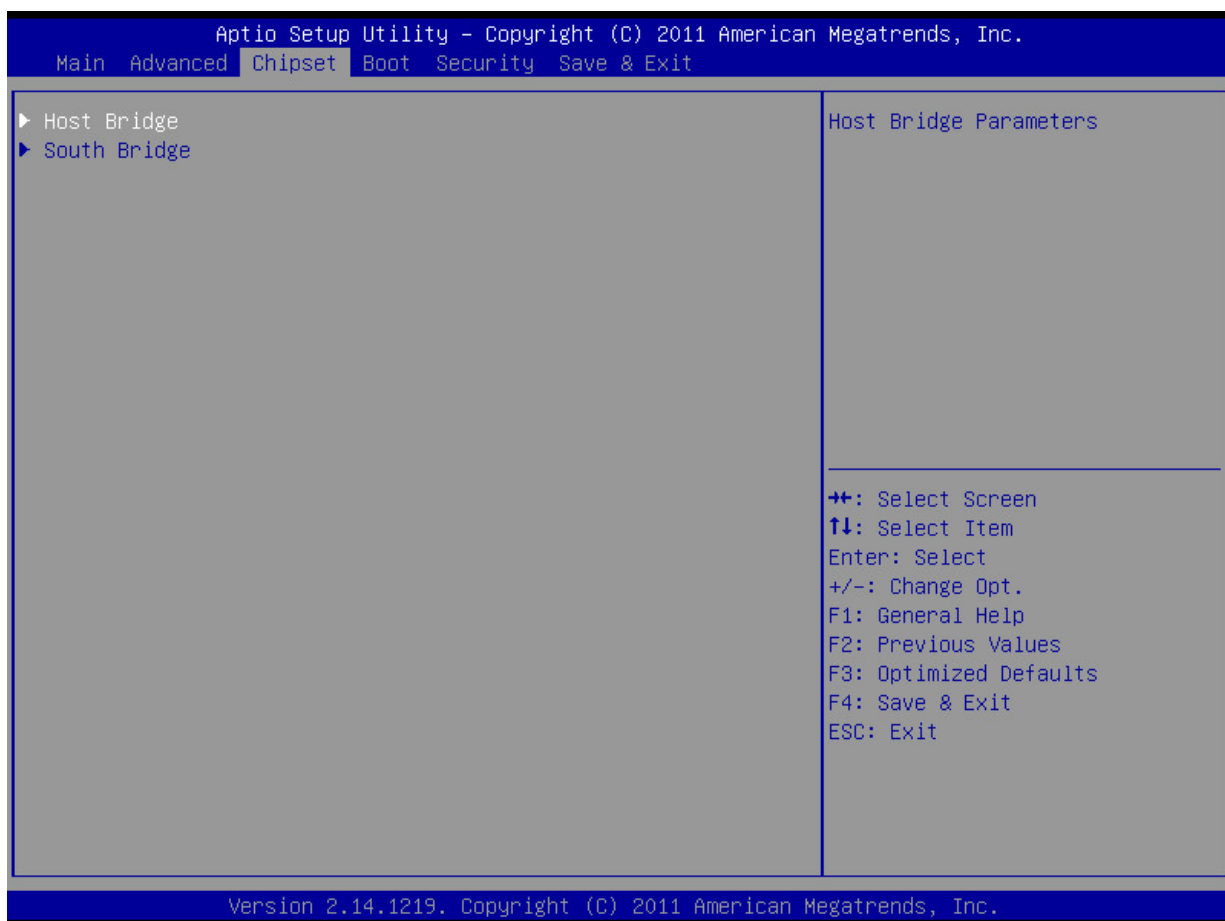 Aptio Setup Utility – Copyright (C) 2011 American Megatrends, Inc.
Main Advanced Chipset Boot Security Save & Exit
▶ Host Bridge
▶ South Bridge
Host Bridge Parameters
→←: Select Screen
↑↓: Select Item
Enter: Select
+/-: Change Opt.
F1: General Help
F2: Previous Values
F3: Optimized Defaults
F4: Save & Exit
ESC: Exit
Version 2.14.1219. Copyright (C) 2011 American Megatrends, Inc.